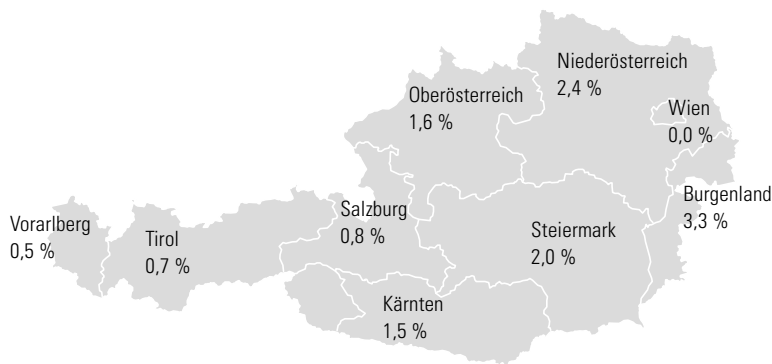 Niederösterreich
2,4 %
Oberösterreich
1,6 %
Wien
0,0 %
Burgenland
3,3 %
Vorarlberg
0,5 %
Tirol
0,7 %
Salzburg
0,8 %
Steiermark
2,0 %
Kärnten
1,5 %